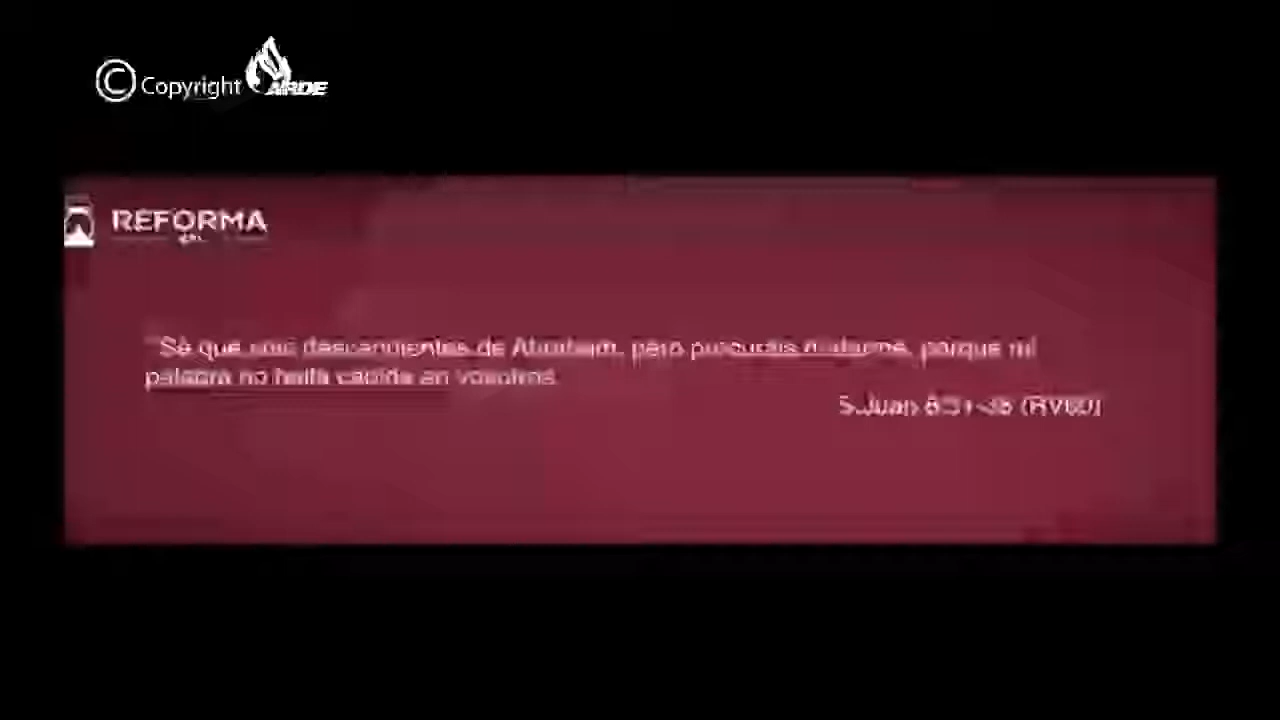 © Copyright ARDE
REFORMA
Sé que sois descendientes de Abraham, pero procuráis matarme, porque mi
palabra no halla cabida en vosotros
S.Juan (RV60)